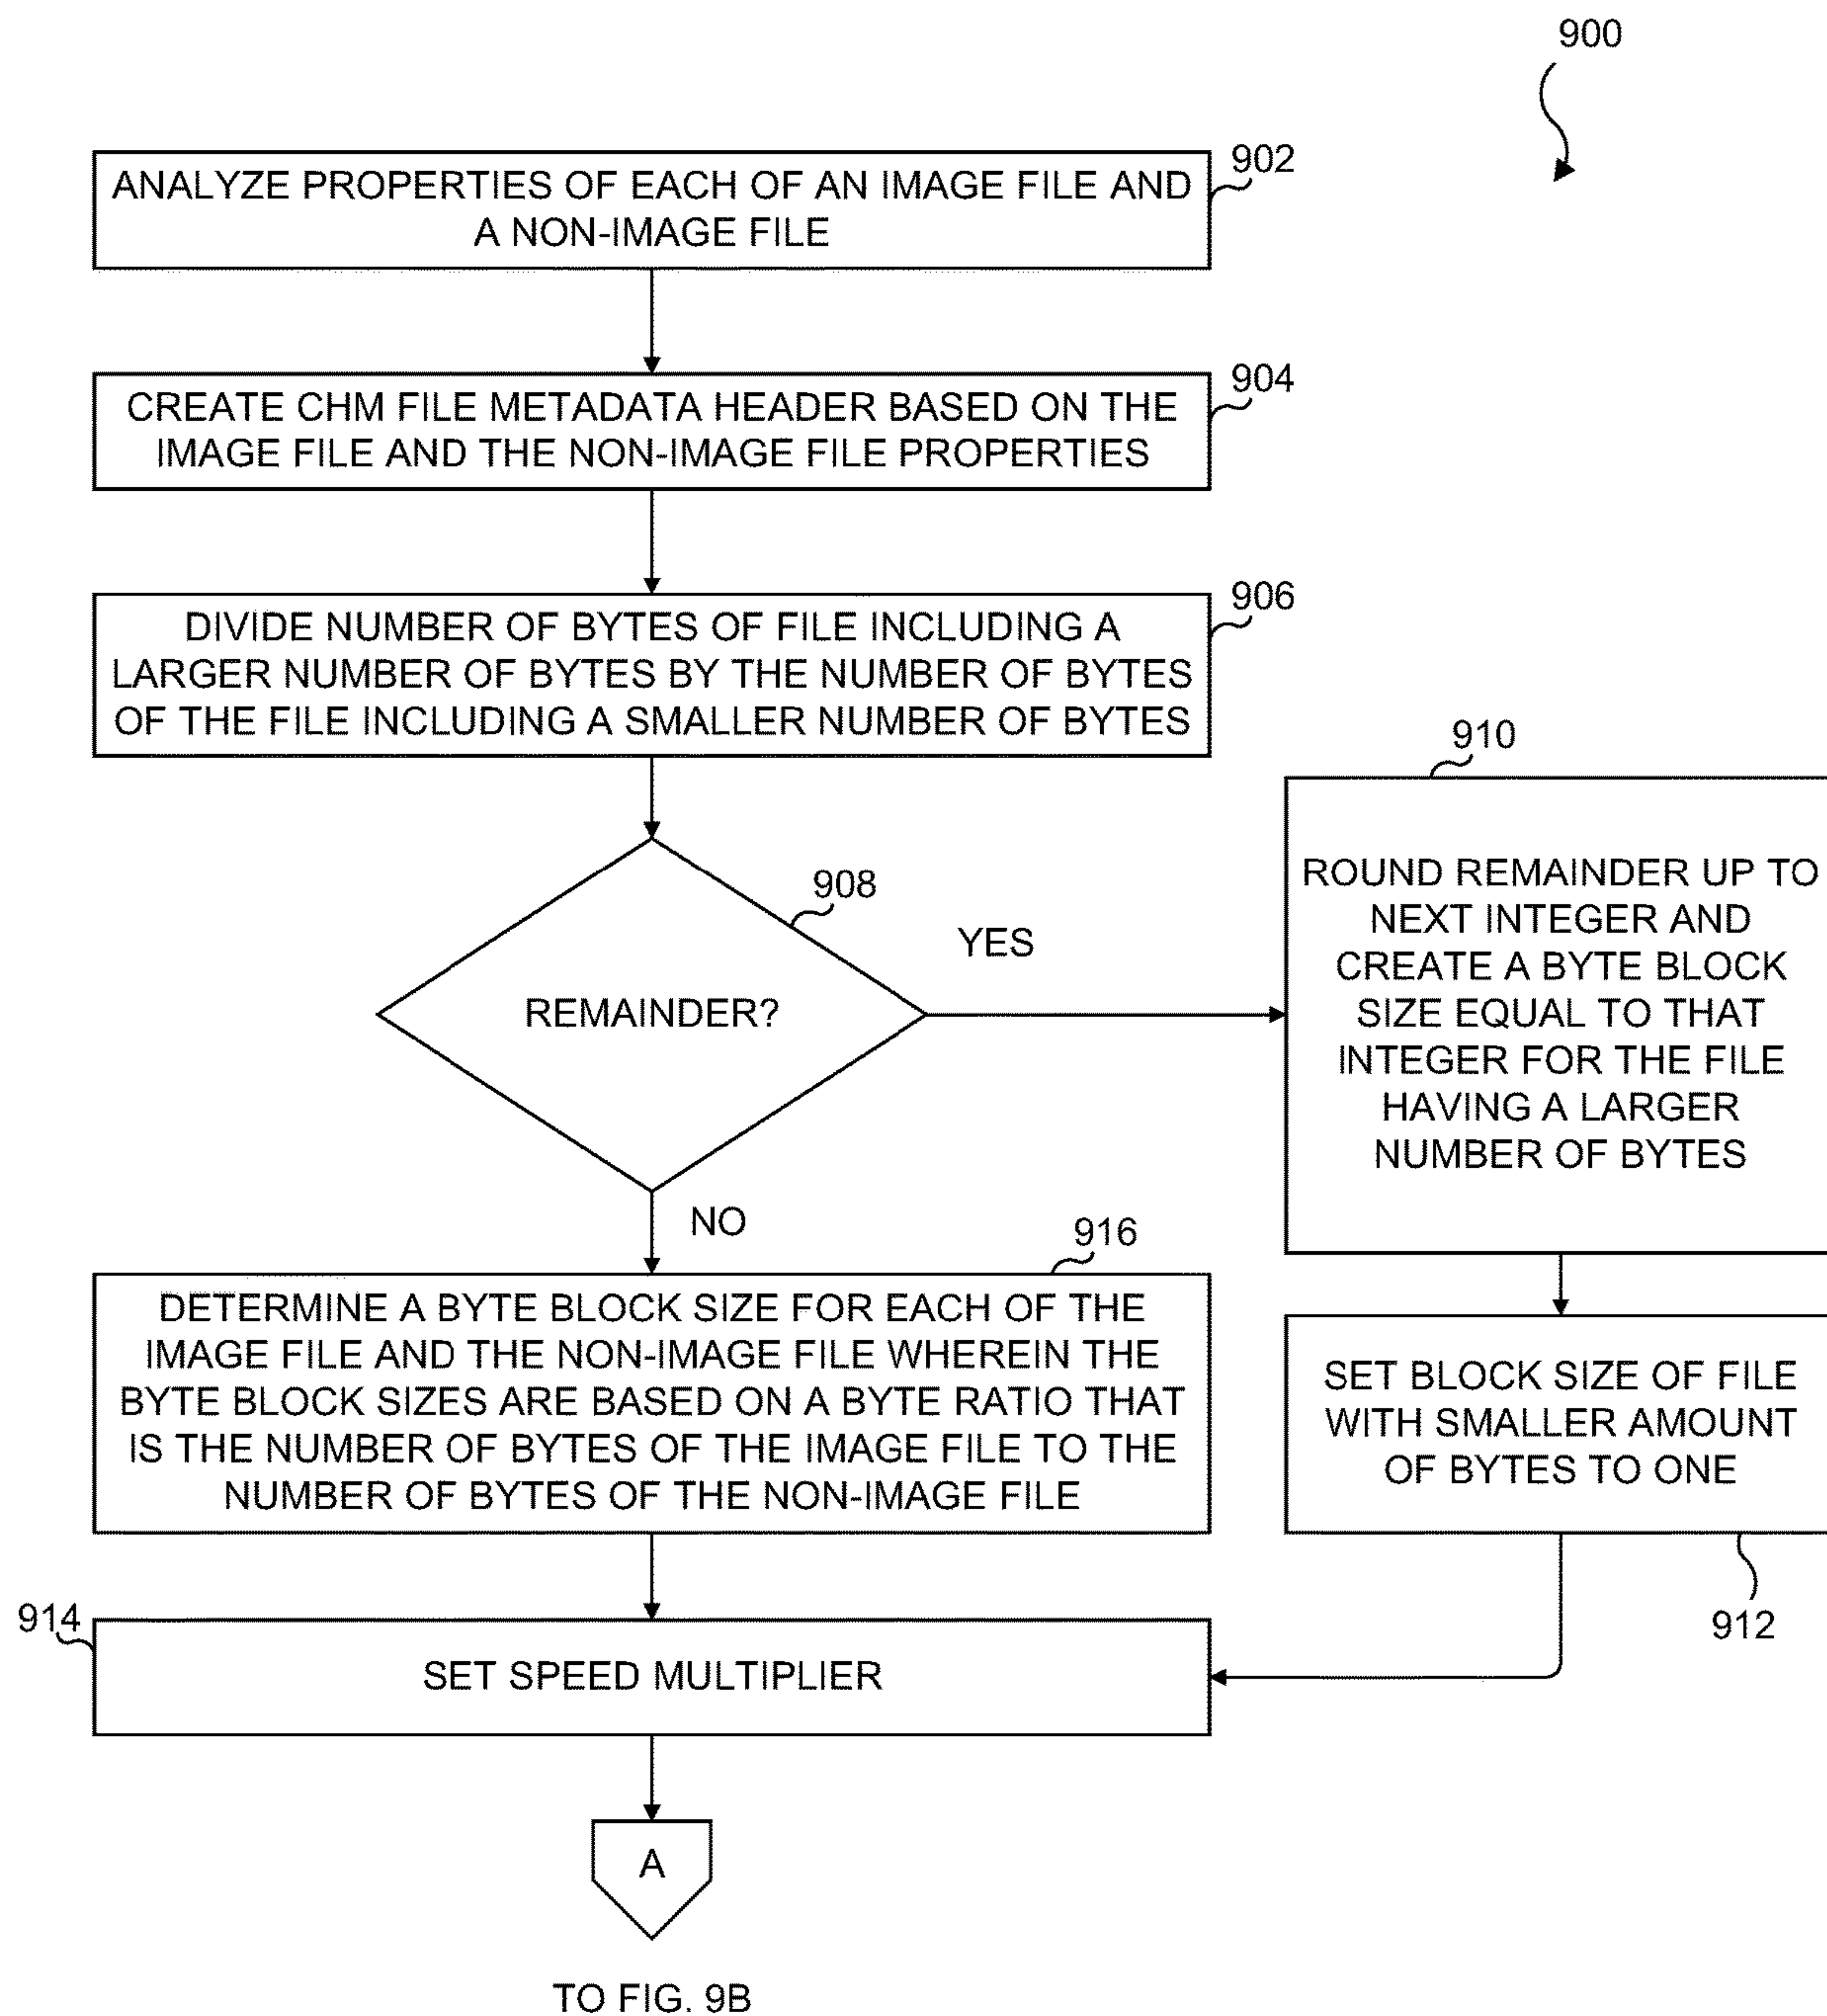 900
902
ANALYZE PROPERTIES OF EACH OF AN IMAGE FILE AND
A NON-IMAGE FILE
904
CREATE CHM FILE METADATA HEADER BASED ON THE
IMAGE FILE AND THE NON-IMAGE FILE PROPERTIES
906
DIVIDE NUMBER OF BYTES OF FILE INCLUDING A
LARGER NUMBER OF BYTES BY THE NUMBER OF BYTES
OF THE FILE INCLUDING A SMALLER NUMBER OF BYTES
908
REMAINDER?
YES
910
ROUND REMAINDER UP TO
NEXT INTEGER AND
CREATE A BYTE BLOCK
SIZE EQUAL TO THAT
INTEGER FOR THE FILE
HAVING A LARGER
NUMBER OF BYTES
NO
916
DETERMINE A BYTE BLOCK SIZE FOR EACH OF THE
IMAGE FILE AND THE NON-IMAGE FILE WHEREIN THE
BYTE BLOCK SIZES ARE BASED ON A BYTE RATIO THAT
IS THE NUMBER OF BYTES OF THE IMAGE FILE TO THE
NUMBER OF BYTES OF THE NON-IMAGE FILE
SET BLOCK SIZE OF FILE
WITH SMALLER AMOUNT
OF BYTES TO ONE
912
914
SET SPEED MULTIPLIER
A
TO FIG. 9B